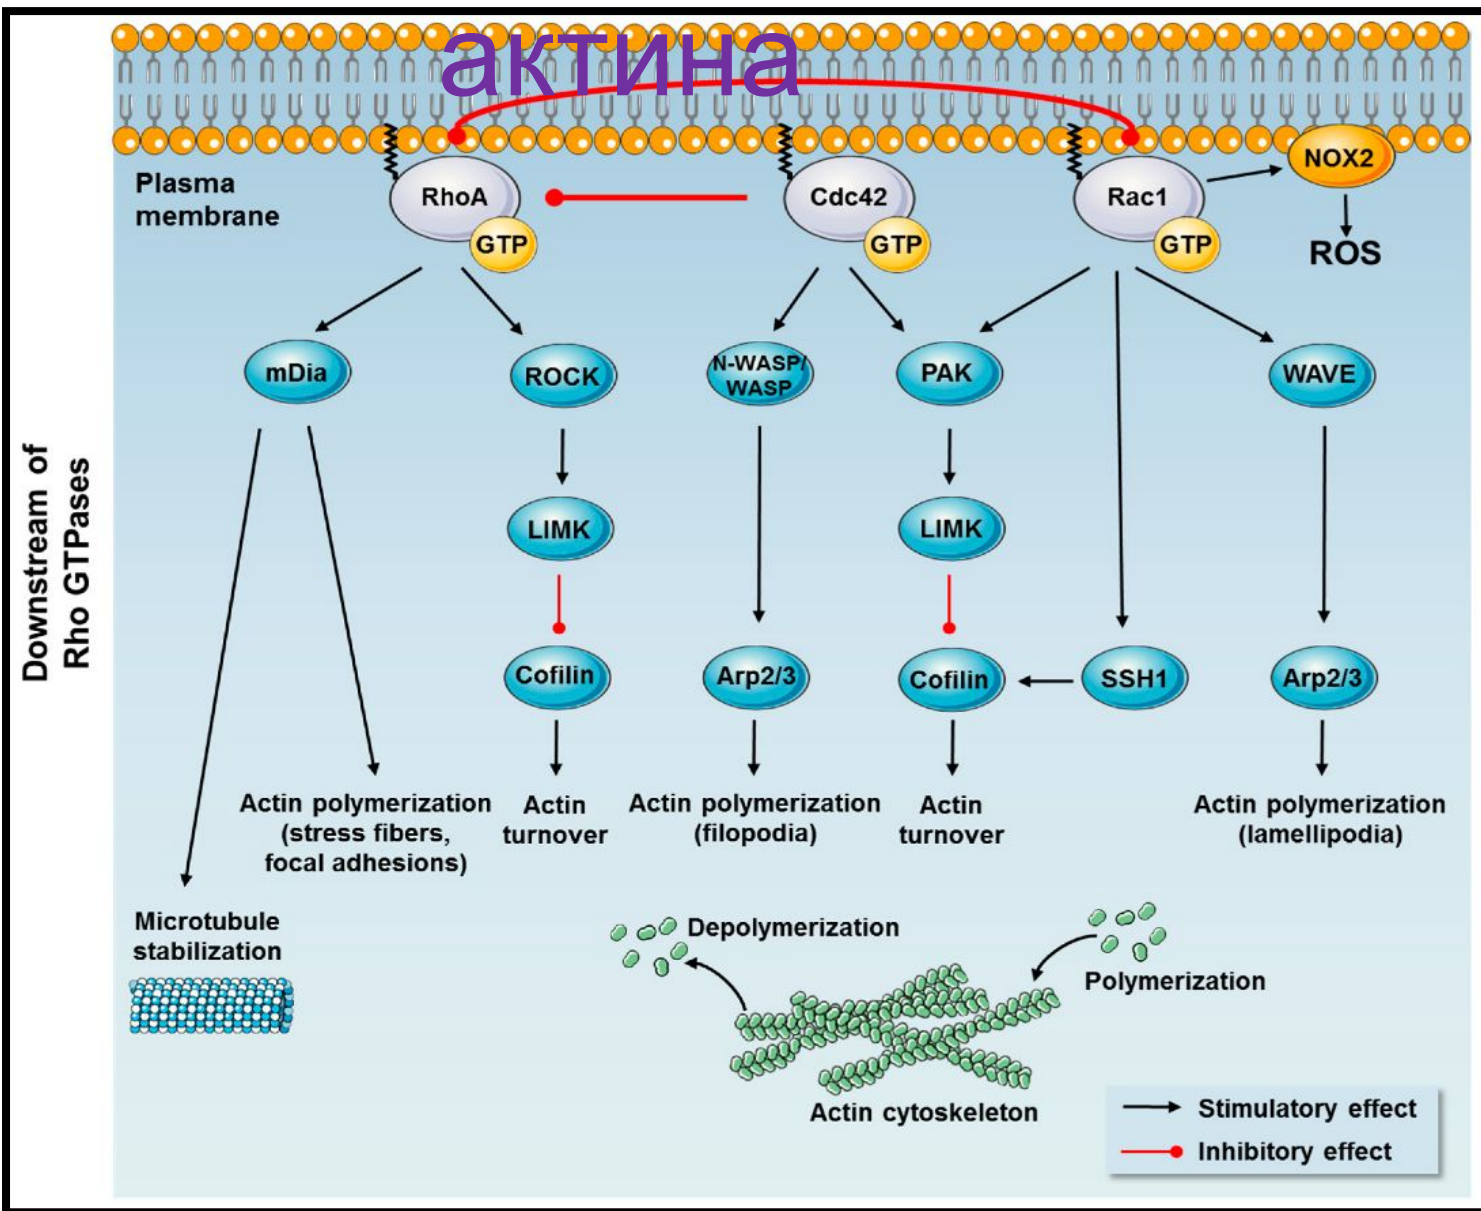 актина
Plasma
membrane
RhoA
GTP
Cdc42
GTP
Rac1
GTP
NOX2
ROS
mDia
ROCK
N-WASP/
WASP
PAK
WAVE
LIMK
LIMK
Cofilin
Arp2/3
Cofilin
SSH1
Arp2/3
Downstream of
Rho GTPases
Actin polymerization
(stress fibers,
focal adhesions)
Actin
turnover
Actin polymerization
(filopodia)
Actin
turnover
Actin polymerization
(lamellipodia)
Microtubule
stabilization
Depolymerization
Polymerization
Actin cytoskeleton
Stimulatory effect
Inhibitory effect